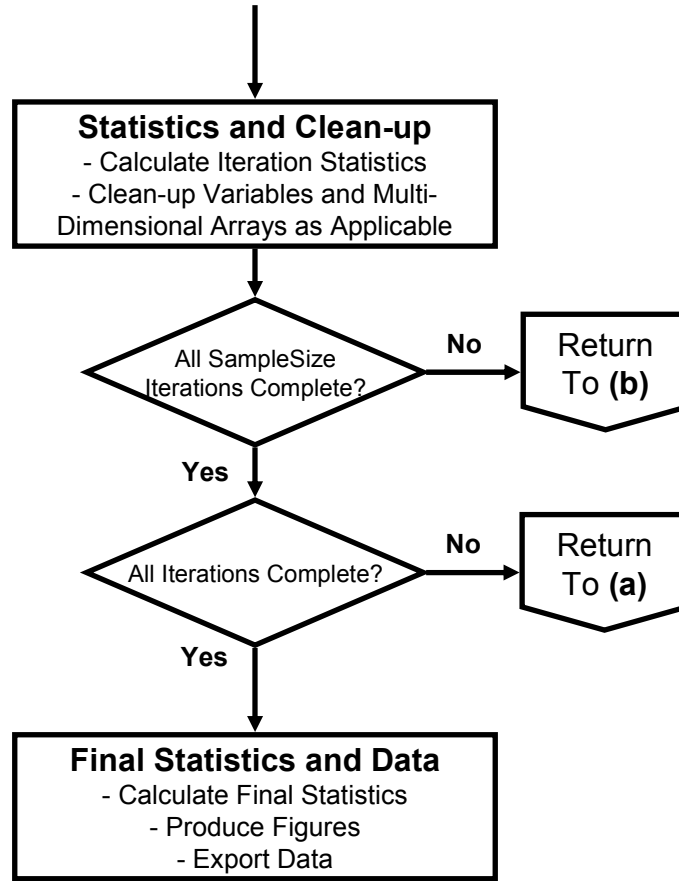 Statistics and Clean-up
- Calculate Iteration Statistics
- Clean-up Variables and Multi-
Dimensional Arrays as Applicable
All SampleSize
Iterations Complete?
No
Return
To (b)
Yes
All Iterations Complete?
No
Return
To (a)
Yes
Final Statistics and Data
- Calculate Final Statistics
- Produce Figures
- Export Data